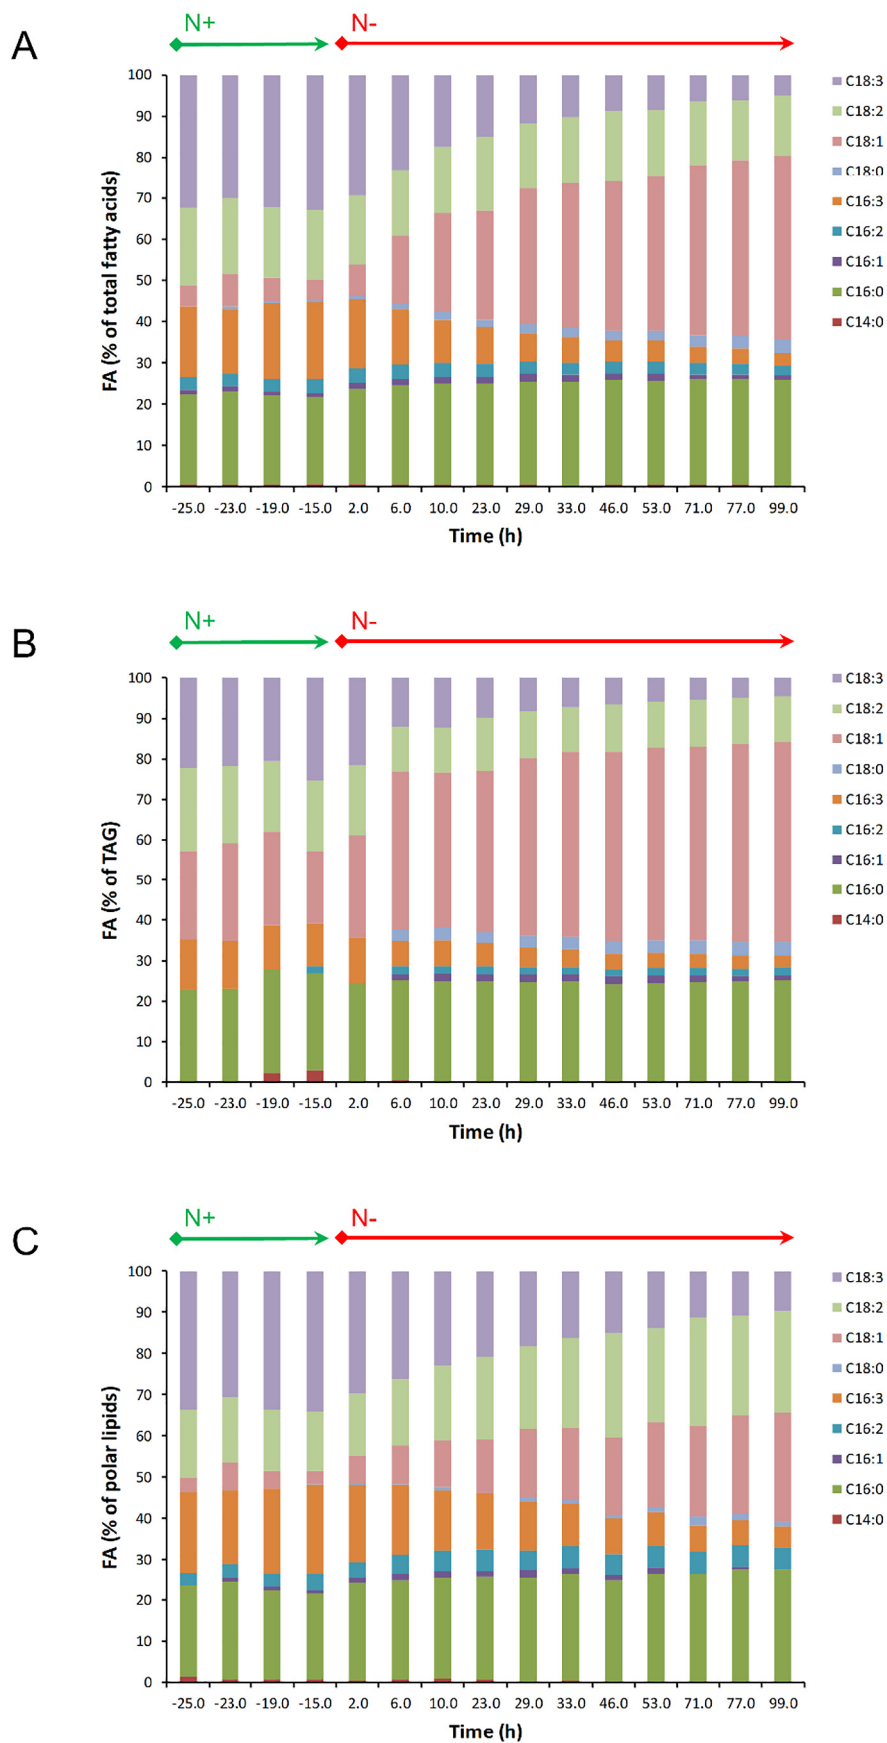 N+ N-
A
FA (% of total fatty acids)
100
90
80
70
60
50
40
30
20
10
0
-25.0 -23.0 -19.0 -15.0 2.0 6.0 10.0 23.0 29.0 33.0 46.0 53.0 71.0 77.0 99.0
Time (h)
C18:3
C18:2
C18:1
C18:0
C16:3
C16:2
C16:1
C16:0
C14:0
N+ N-
B
FA (% of TAG)
100
90
80
70
60
50
40
30
20
10
0
-25.0 -23.0 -19.0 -15.0 2.0 6.0 10.0 23.0 29.0 33.0 46.0 53.0 71.0 77.0 99.0
Time (h)
C18:3
C18:2
C18:1
C18:0
C16:3
C16:2
C16:1
C16:0
C14:0
N+ N-
C
FA (% of polar lipids)
100
90
80
70
60
50
40
30
20
10
0
-25.0 -23.0 -19.0 -15.0 2.0 6.0 10.0 23.0 29.0 33.0 46.0 53.0 71.0 77.0 99.0
Time (h)
C18:3
C18:2
C18:1
C18:0
C16:3
C16:2
C16:1
C16:0
C14:0